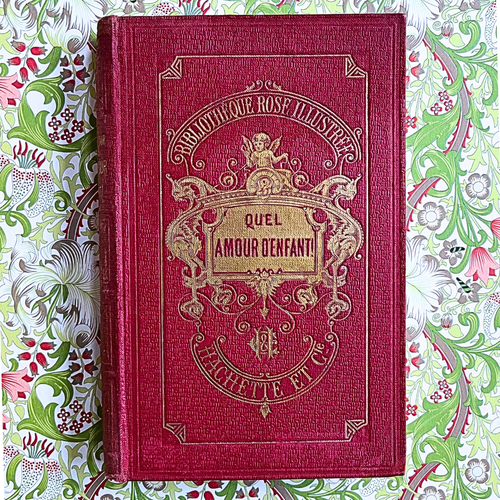 BIBLIOTHÈQUE ROSE ILLUSTRÉE
QUEL
AMOUR D'ENFANT!
HACHETTE ET Cie